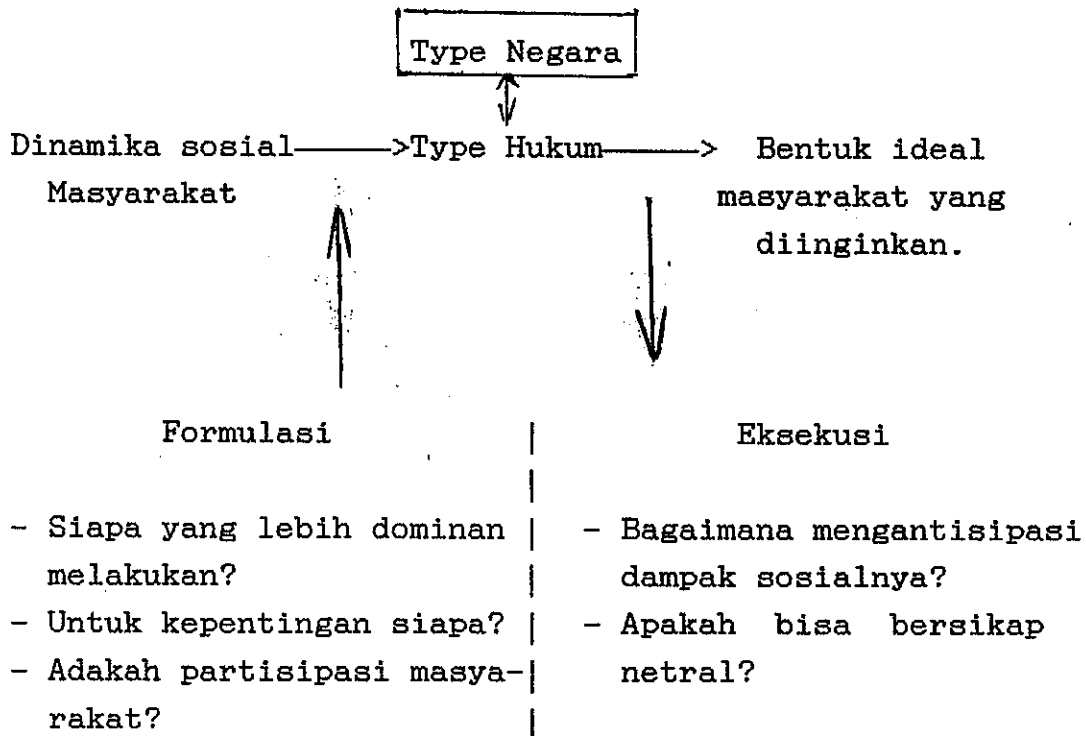 Type Negara
Dinamika sosial ──────>Type Hukum──────> Bentuk ideal
Masyarakat masyarakat yang
diinginkan.
Formulasi | Eksekusi
|
- Siapa yang lebih dominan | - Bagaimana mengantisipasi
melakukan? | dampak sosialnya?
- Untuk kepentingan siapa? | - Apakah bisa bersikap
- Adakah partisipasi masya-| netral?
rakat? |